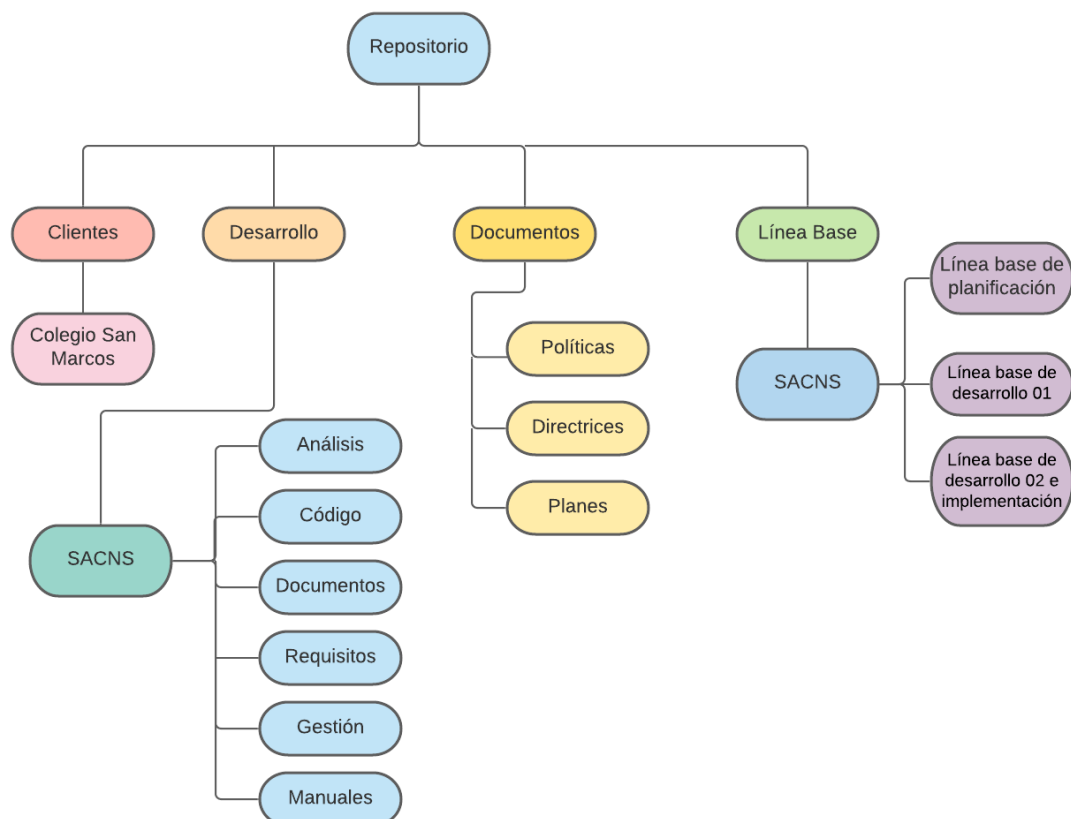 Repositorio
Clientes
Desarrollo
Documentos
Línea Base
Línea base de
planificación
Colegio San
Marcos
Políticas
SACNS
Línea base de
desarrollo 01
Directrices
Análisis
Línea base de
desarrollo 02 e
implementación
Planes
Código
SACNS
Documentos
Requisitos
Gestión
Manuales